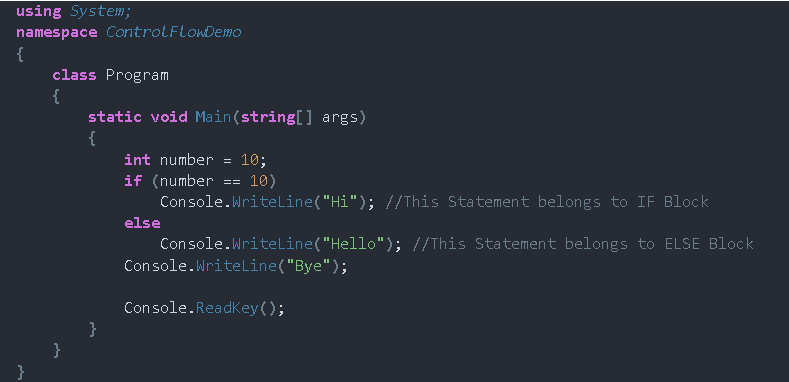 using System;
namespace ControlFlowDemo
{
    class Program
    {
        static void Main(string[] args)
        {
            int number = 10;
            if (number == 10)
                Console.WriteLine("Hi"); //This Statement belongs to IF Block
            else
                Console.WriteLine("Hello"); //This Statement belongs to ELSE Block
            Console.WriteLine("Bye");

            Console.ReadKey();
        }
    }
}